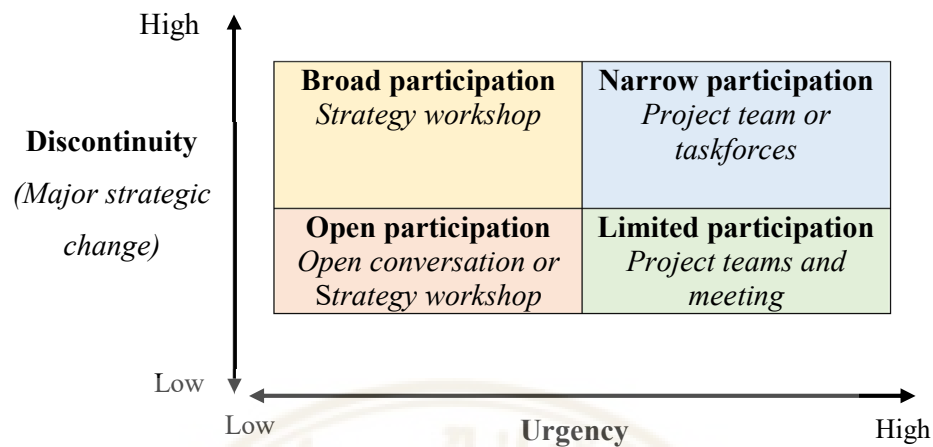 High
Discontinuity
(Major strategic
change)
Low
Broad participation
Strategy workshop
Narrow participation
Project team or
taskforces
Open participation
Open conversation or
Strategy workshop
Limited participation
Project teams and
meeting
Low
Urgency
High